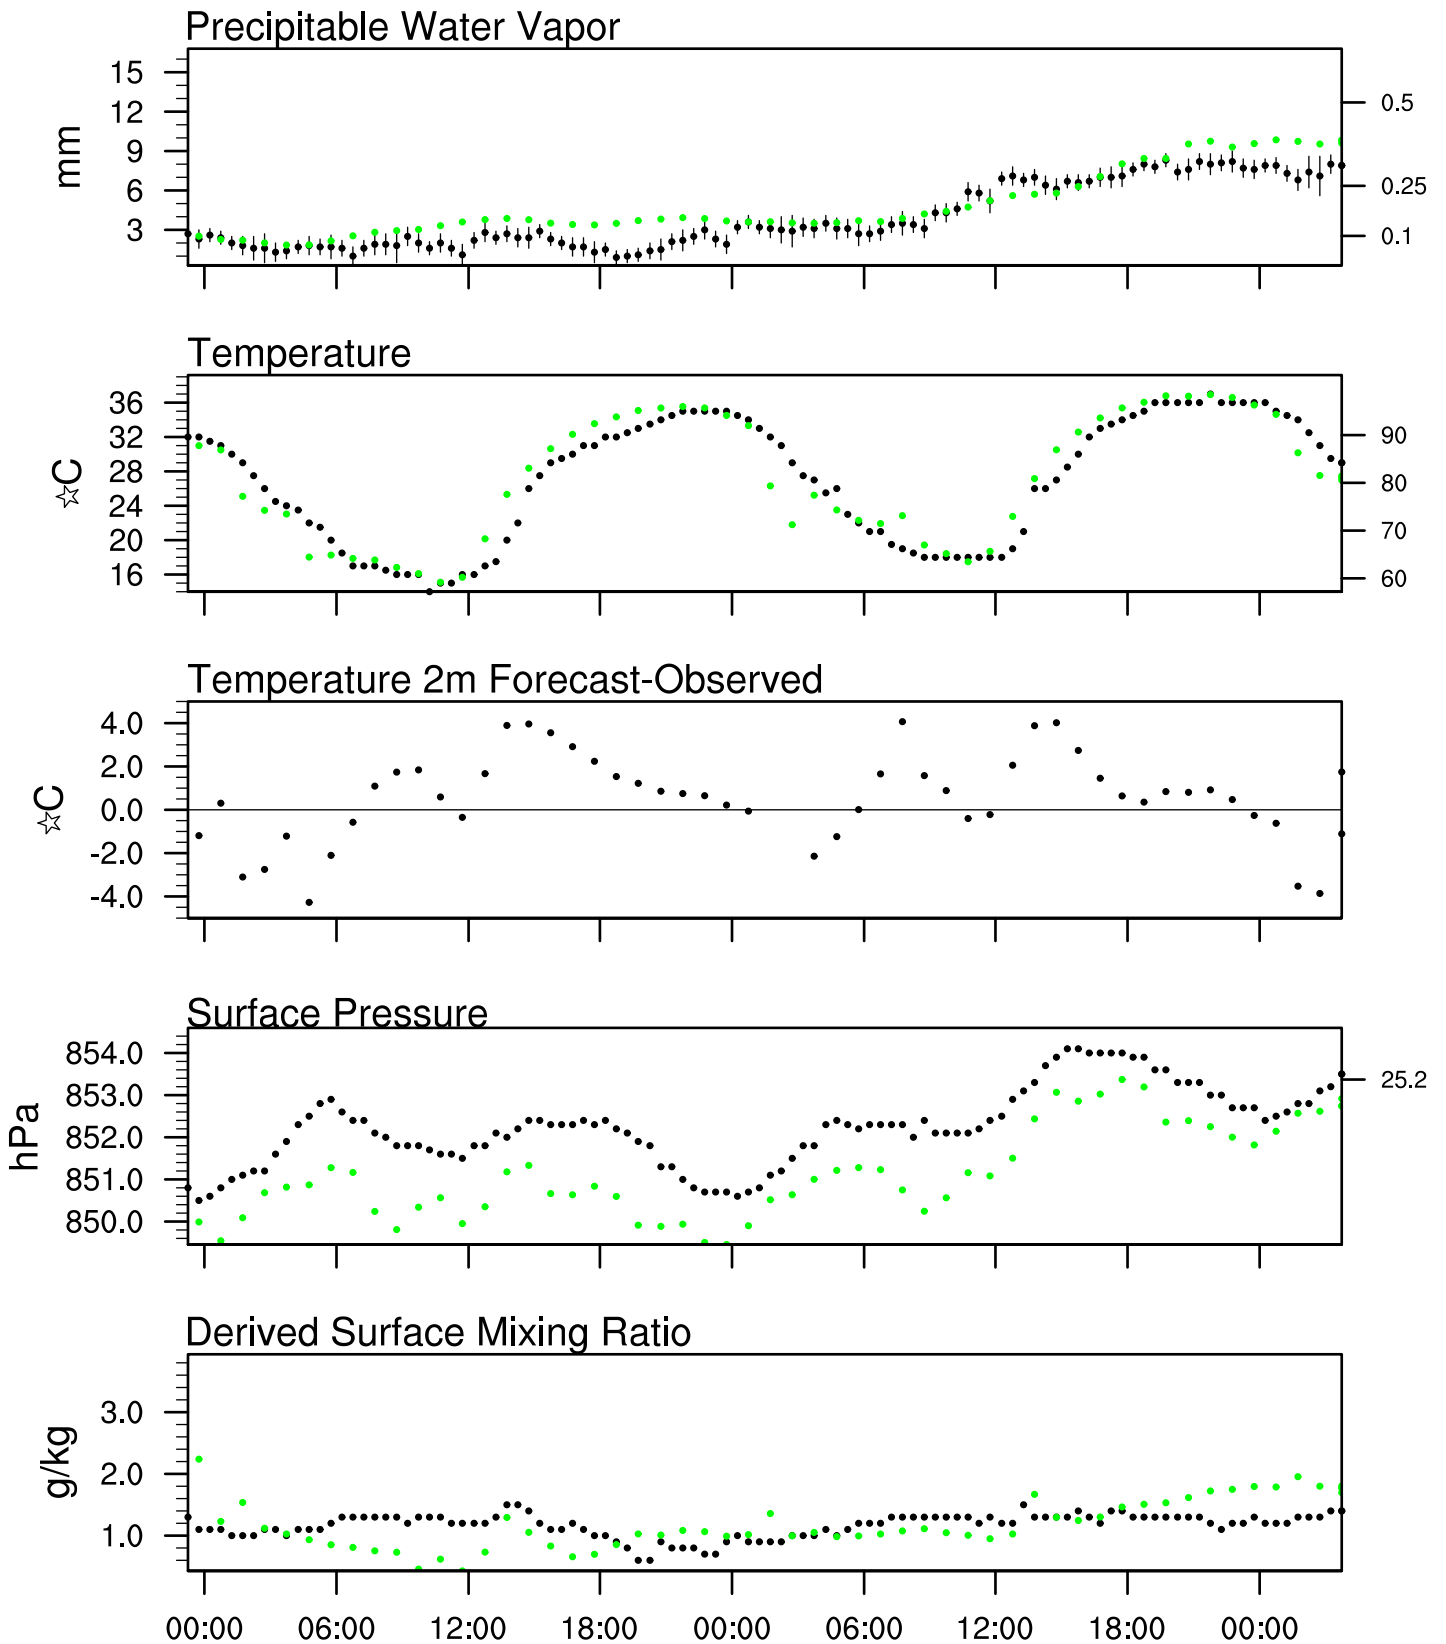 Precipitable Water Vapor
mm
15
12
9
6
3
0.5
0.25
0.1
Temperature
☆C
36
32
28
24
20
16
90
80
70
60
Temperature 2m Forecast-Observed
☆C
4.0
2.0
0.0
-2.0
-4.0
Surface Pressure
hPa
854.0
853.0
852.0
851.0
850.0
25.2
Derived Surface Mixing Ratio
g/kg
3.0
2.0
1.0
00:00 06:00 12:00 18:00 00:00 06:00 12:00 18:00 00:00